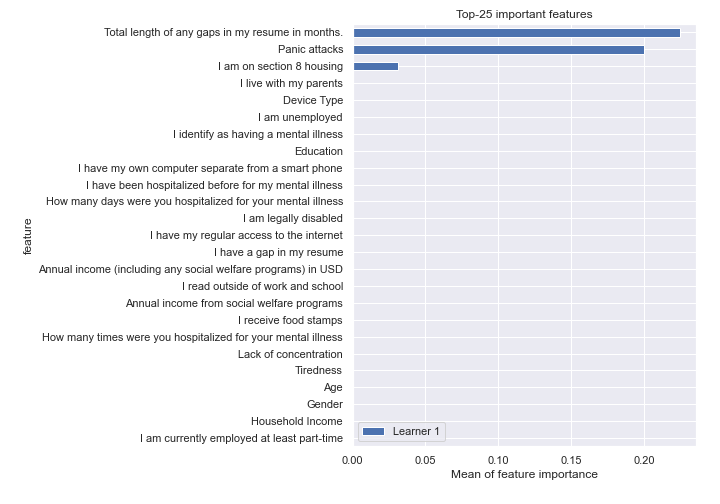 Top-25 important features
Total length of any gaps in my resume in months.
Panic attacks
I am on section 8 housing
I live with my parents
Device Type
I am unemployed
I identify as having a mental illness
Education
I have my own computer separate from a smart phone
I have been hospitalized before for my mental illness
How many days were you hospitalized for your mental illness
I am legally disabled
I have my regular access to the internet
I have a gap in my resume
Annual income (including any social welfare programs) in USD
I read outside of work and school
Annual income from social welfare programs
I receive food stamps
How many times were you hospitalized for your mental illness
Lack of concentration
Tiredness
Age
Gender
Household Income
I am currently employed at least part-time
feature
Learner 1
0.00 0.05 0.10 0.15 0.20
Mean of feature importance